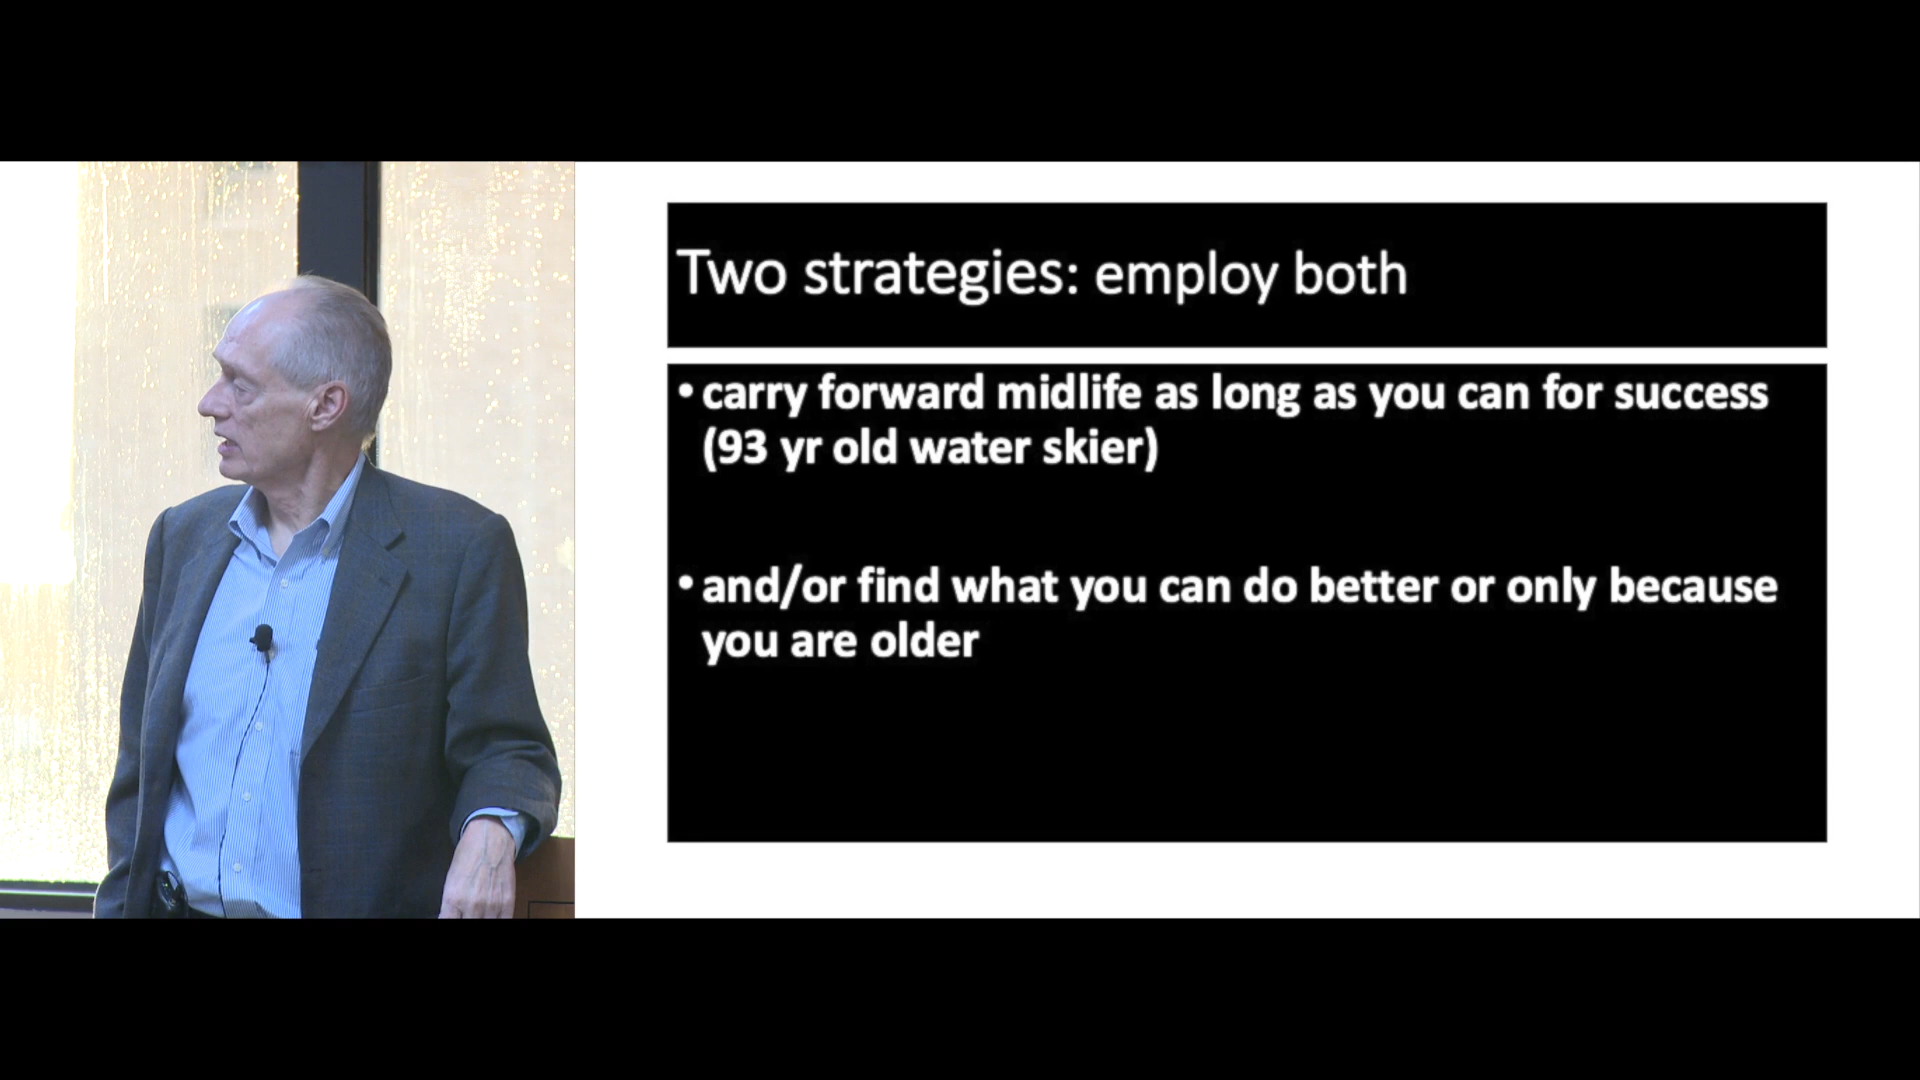 Two strategies: employ both
• carry forward midlife as long as you can for success
(93 yr old water skier)
• and/or find what you can do better or only because
you are older